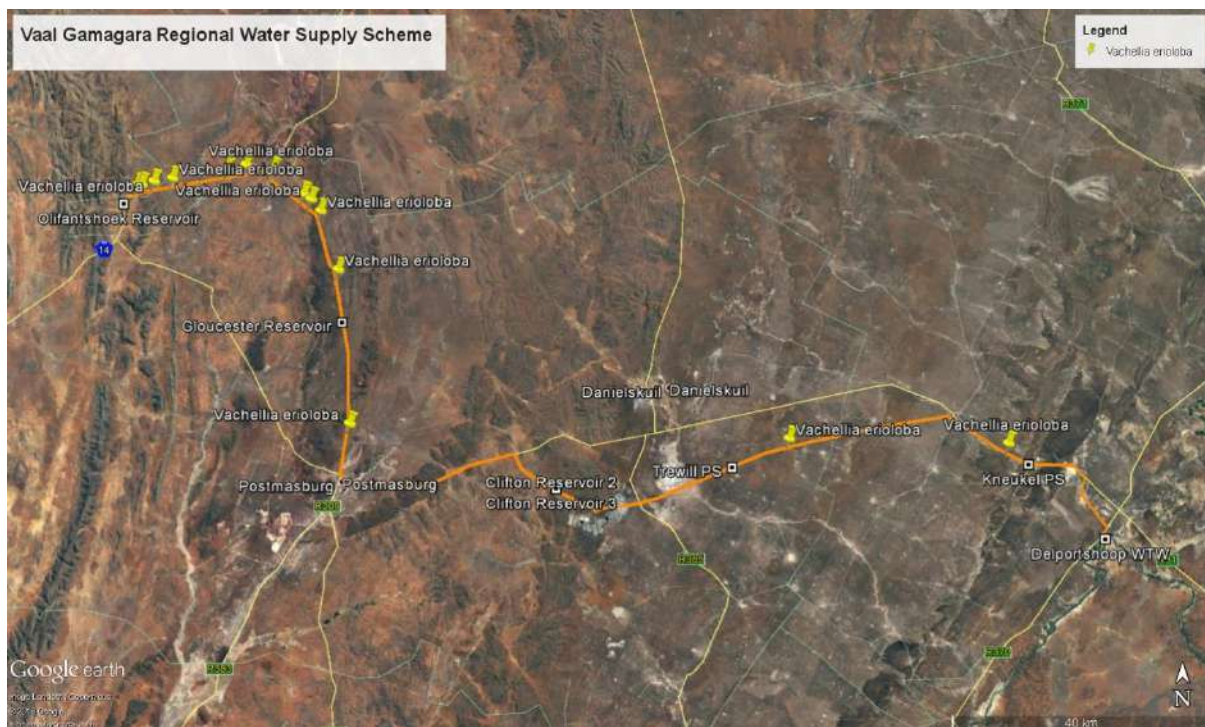 Vaal Gamagara Regional Water Supply Scheme
Legend
Vachellia erioloba
R371
Vachellia erioloba
Vachellia erioloba
Vachellia erioloba
Vachellia erioloba
Vachellia erioloba
Olifantshoek Reservoir
14
Vachellia erioloba
Gloucester Reservoir
Danielskuil
Danielskuil
Vachellia erioloba
Vachellia erioloba
Vachellia erioloba
Trewill PS
Kneukel PS
Postmasburg
Postmasburg
Clifton Reservoir 2
Clifton Reservoir 3
Delportshoop WTW
R370
Google earth
40 km
N